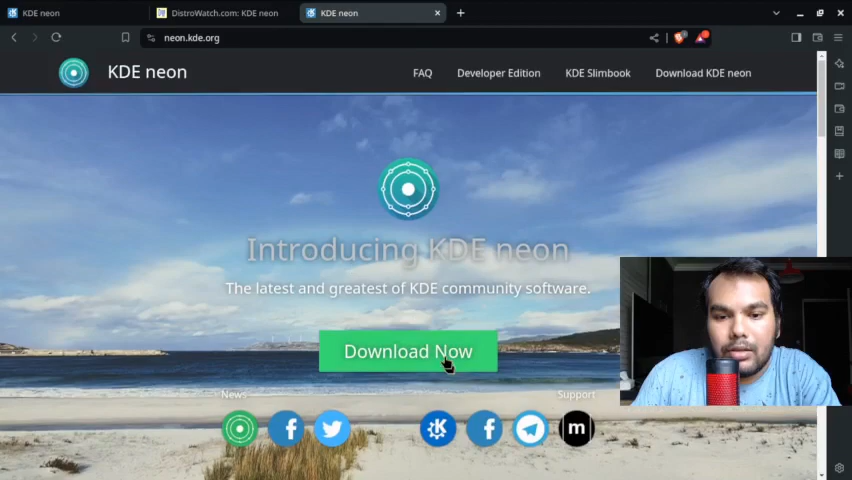 KDE neon
DistroWatch.com: KDE neon
KDE neon
neon.kde.org
KDE neon
FAQ
Developer Edition
KDE Slimbook
Download KDE neon
Introducing KDE neon
The latest and greatest of KDE community software.
Download Now
News
Support
m